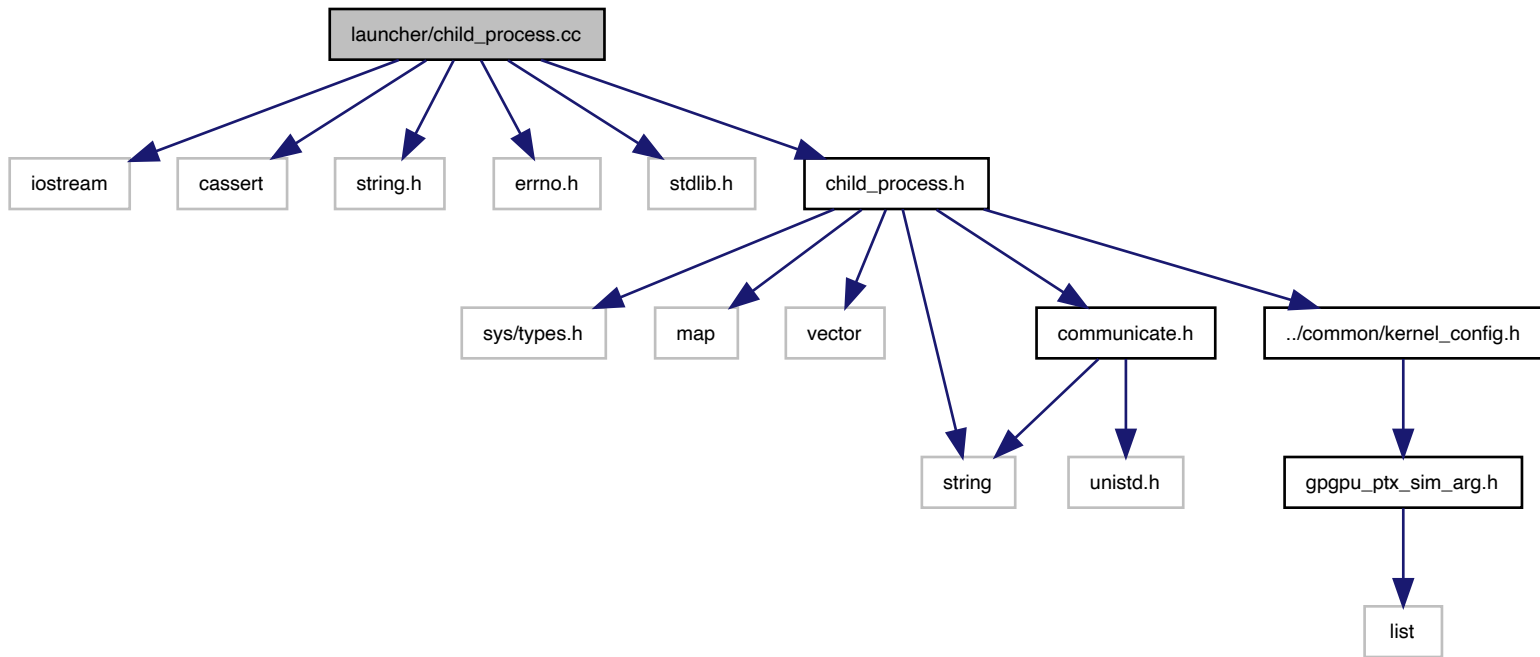 launcher/child_process.cc
iostream
cassert
string.h
errno.h
stdlib.h
child_process.h
sys/types.h
map
vector
communicate.h
../common/kernel_config.h
string
unistd.h
gpgpu_ptx_sim_arg.h
list